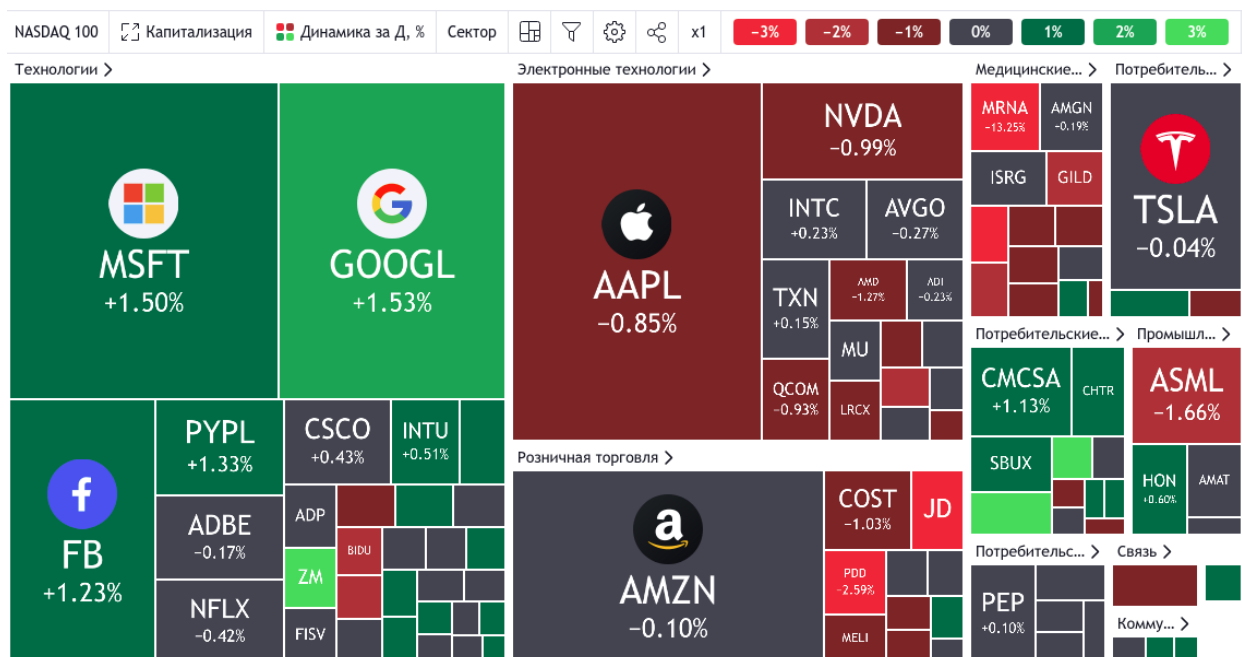 NASDAQ 100 Капитализация Динамика за Д, % Сектор x1 −3% −2% −1% 0% 1% 2% 3%
Технологии
MSFT
+1.50%
GOOGL
+1.53%
FB
+1.23%
PYPL
+1.33%
ADBE
−0.17%
NFLX
−0.42%
CSCO
+0.43%
INTU
+0.51%
ADP
ZM
FISV
BIDU
Электронные технологии
AAPL
−0.85%
NVDA
−0.99%
INTC
+0.23%
AVGO
−0.27%
TXN
+0.15%
AMD
−1.27%
ADI
−0.23%
MU
QCOM
−0.93%
LRCX
Розничная торговля
a
AMZN
−0.10%
COST
−1.03%
JD
PDD
−2.59%
MELI
Медицинские...
MRNA
−13.25%
AMGN
−0.19%
ISRG
GILD
Потребитель...
TSLA
−0.04%
Потребительские...
CMCSA
+1.13%
CHTR
SBUX
Промышл...
ASML
−1.66%
HON
+0.60%
AMAT
Потребительс...
PEP
+0.10%
Связь
Комму...